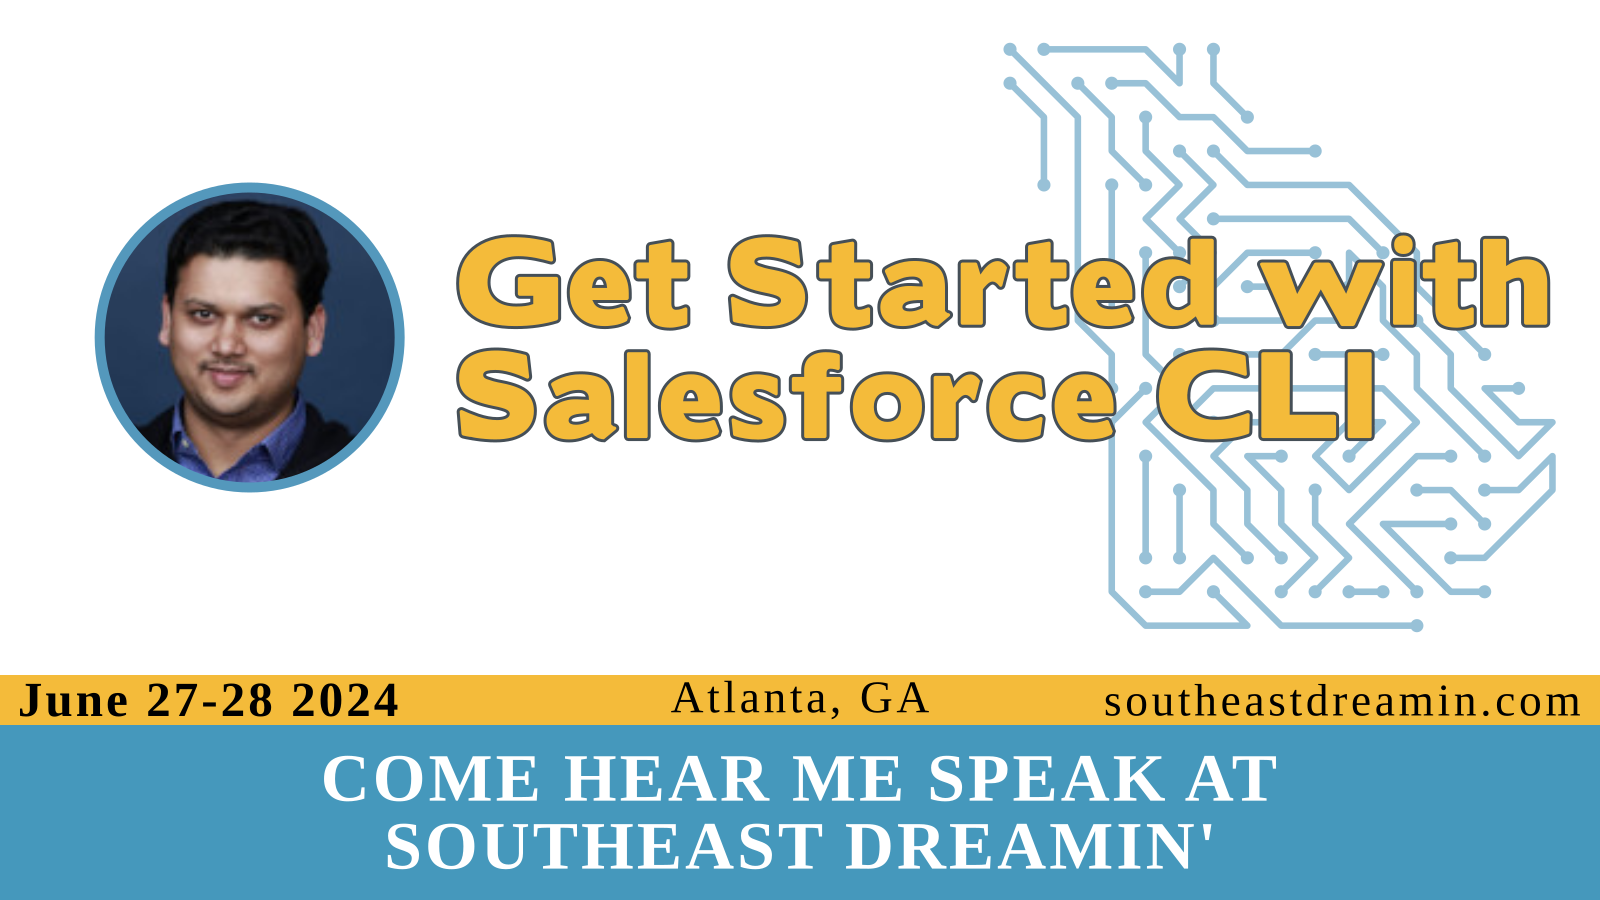 Get Started with
Salesforce CLI
June 27-28 2024
Atlanta, GA
southeastdreamin.com
COME HEAR ME SPEAK AT
SOUTHEAST DREAMIN'